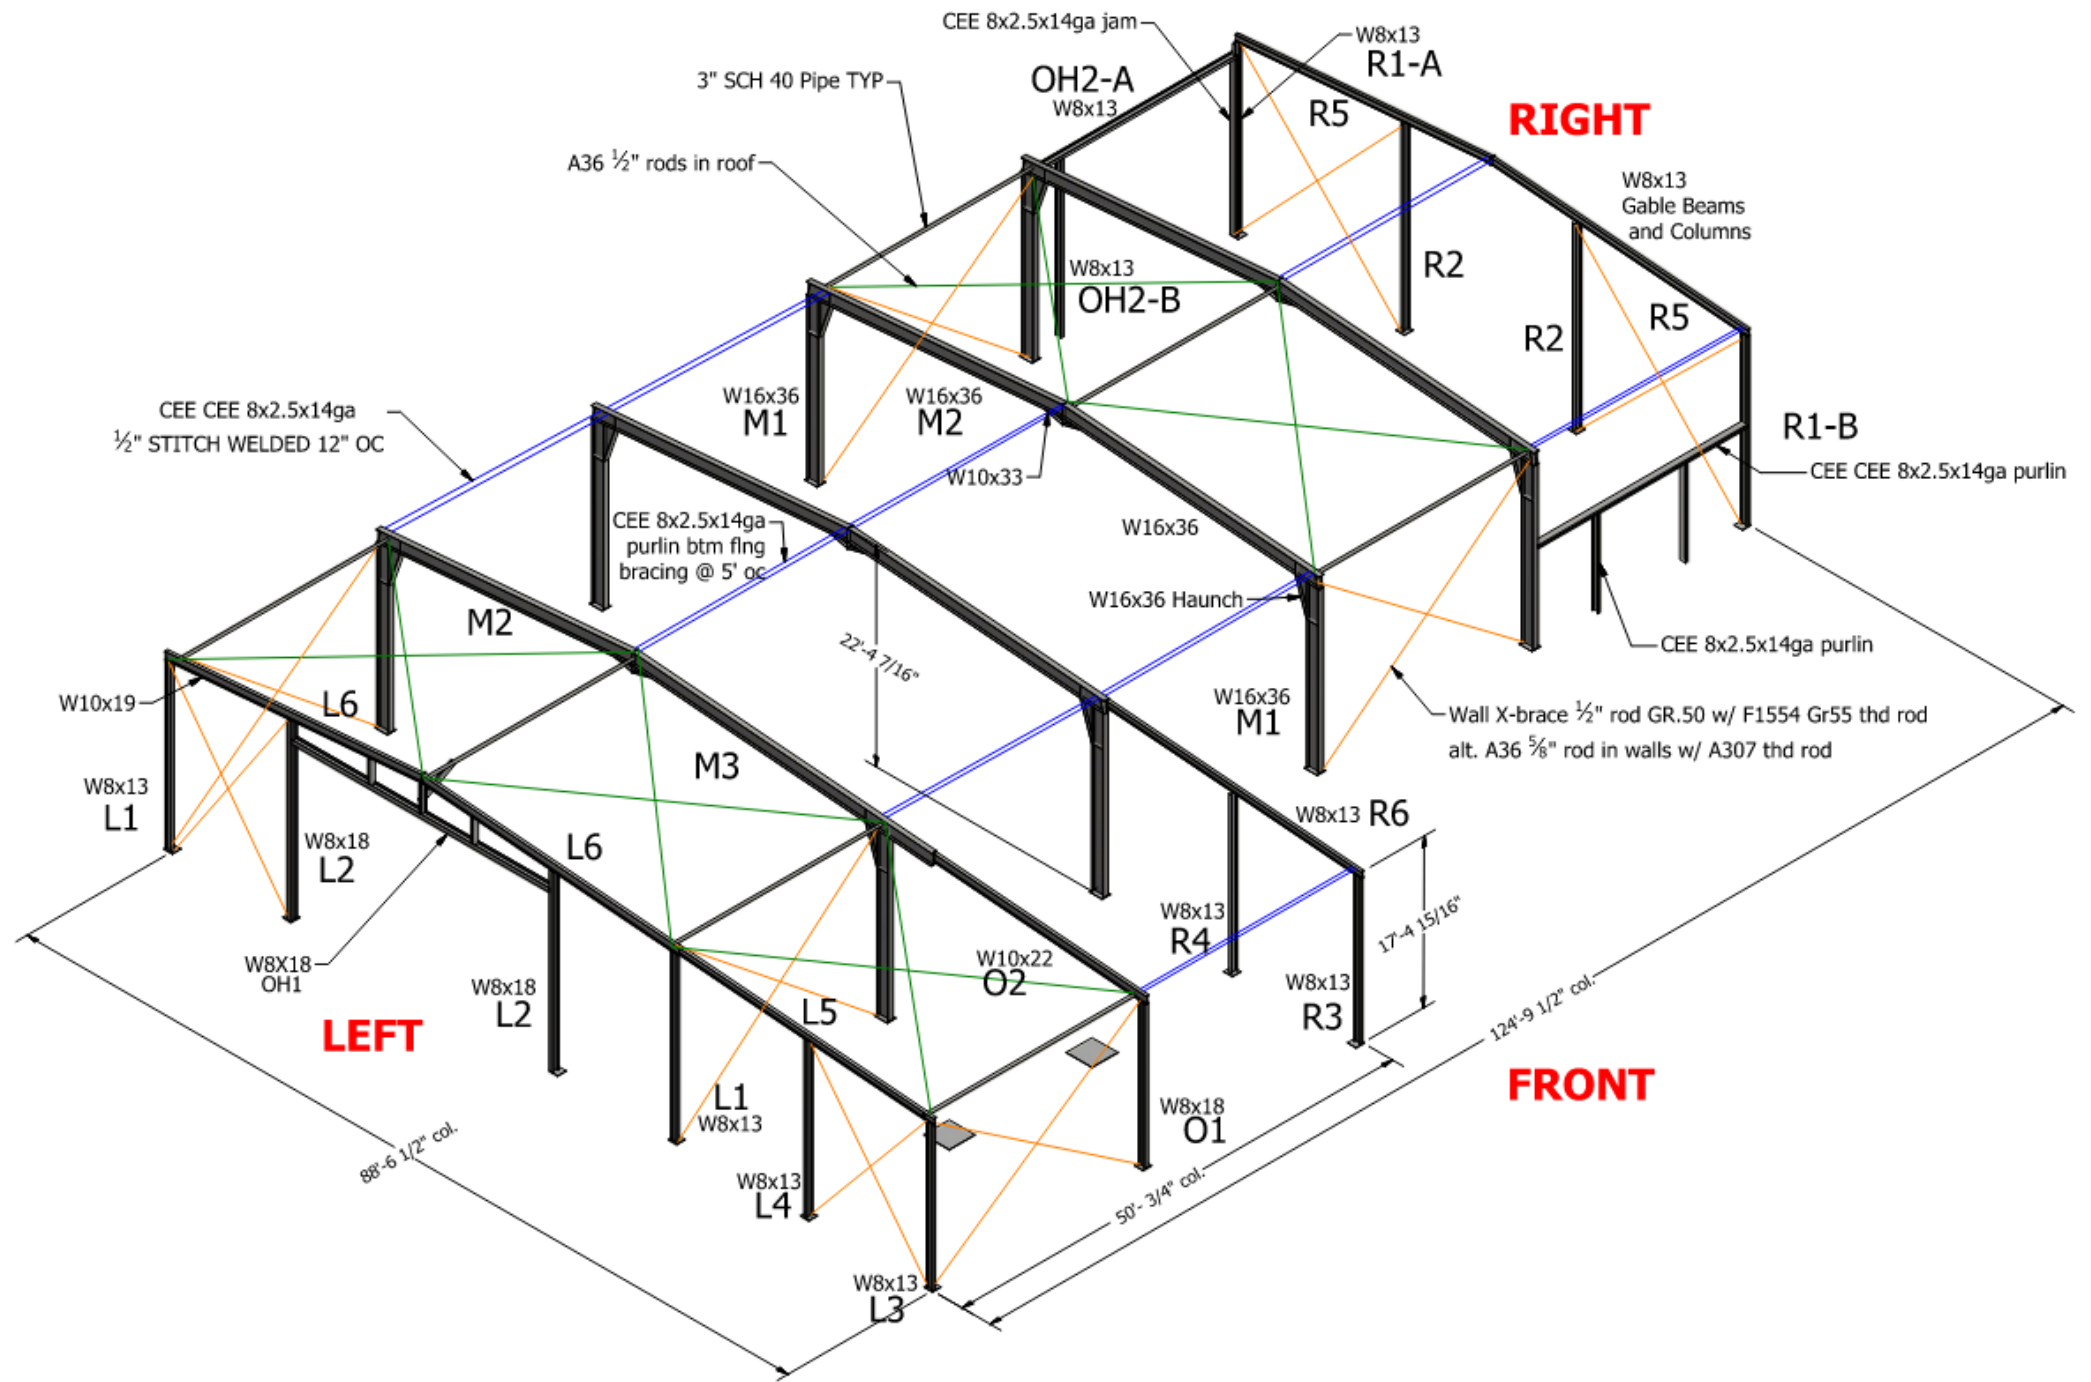 CEE 8x2.5x14ga jam
W8x13
R1-A
3" SCH 40 Pipe TYP
OH2-A
W8x13
R5
RIGHT
A36 ½" rods in roof
W8x13
Gable Beams
and Columns
W8x13
OH2-B
R2
R2
R5
W16x36
M1
W16x36
M2
CEE CEE 8x2.5x14ga
½" STITCH WELDED 12" OC
R1-B
CEE CEE 8x2.5x14ga purlin
W10x33
CEE 8x2.5x14ga
purlin btm flng
bracing @ 5' oc
W16x36
W16x36 Haunch
M2
22'-4 7/16"
CEE 8x2.5x14ga purlin
W10x19
L6
W16x36
M1
Wall X-brace ½" rod GR.50 w/ F1554 Gr55 thd rod
alt. A36 ⅝" rod in walls w/ A307 thd rod
M3
W8x13
L1
W8x13 R6
W8x18
L2
L6
W8x13
R4
17'-4 15/16"
W8X18
OH1
W10x22
O2
W8x13
R3
W8x18
L2
L5
124'-9 1/2" col.
LEFT
FRONT
L1
W8x13
W8x18
O1
88'-6 1/2" col.
W8x13
L4
50'- 3/4" col.
W8x13
L3